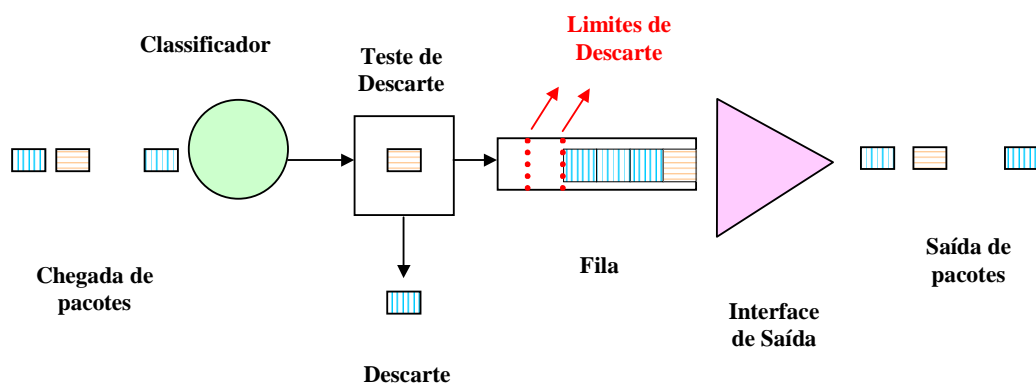 Classificador
Teste de
Descarte
Limites de
Descarte
Chegada de
pacotes
Descarte
Fila
Interface
de Saída
Saída de
pacotes